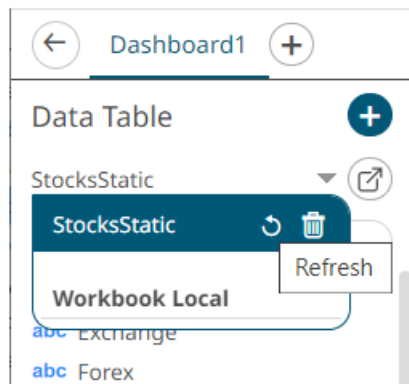 Dashboard1
Data Table
StocksStatic
StocksStatic
Refresh
Workbook Local
abc Exchange
abc Forex